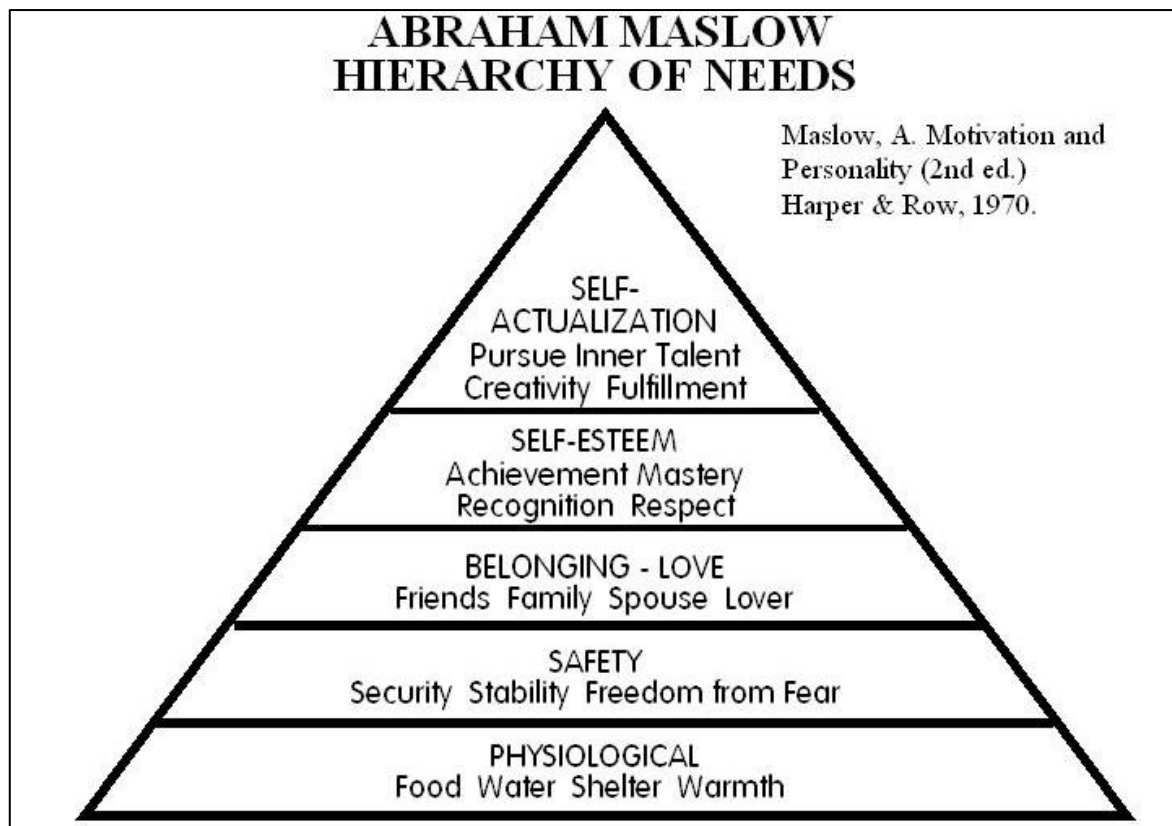 ABRAHAM MASLOW
HIERARCHY OF NEEDS
Maslow, A. Motivation and
Personality (2nd ed.)
Harper & Row, 1970.
SELF-
ACTUALIZATION
Pursue Inner Talent
Creativity Fulfillment
SELF-ESTEEM
Achievement Mastery
Recognition Respect
BELONGING - LOVE
Friends Family Spouse Lover
SAFETY
Security Stability Freedom from Fear
PHYSIOLOGICAL
Food Water Shelter Warmth